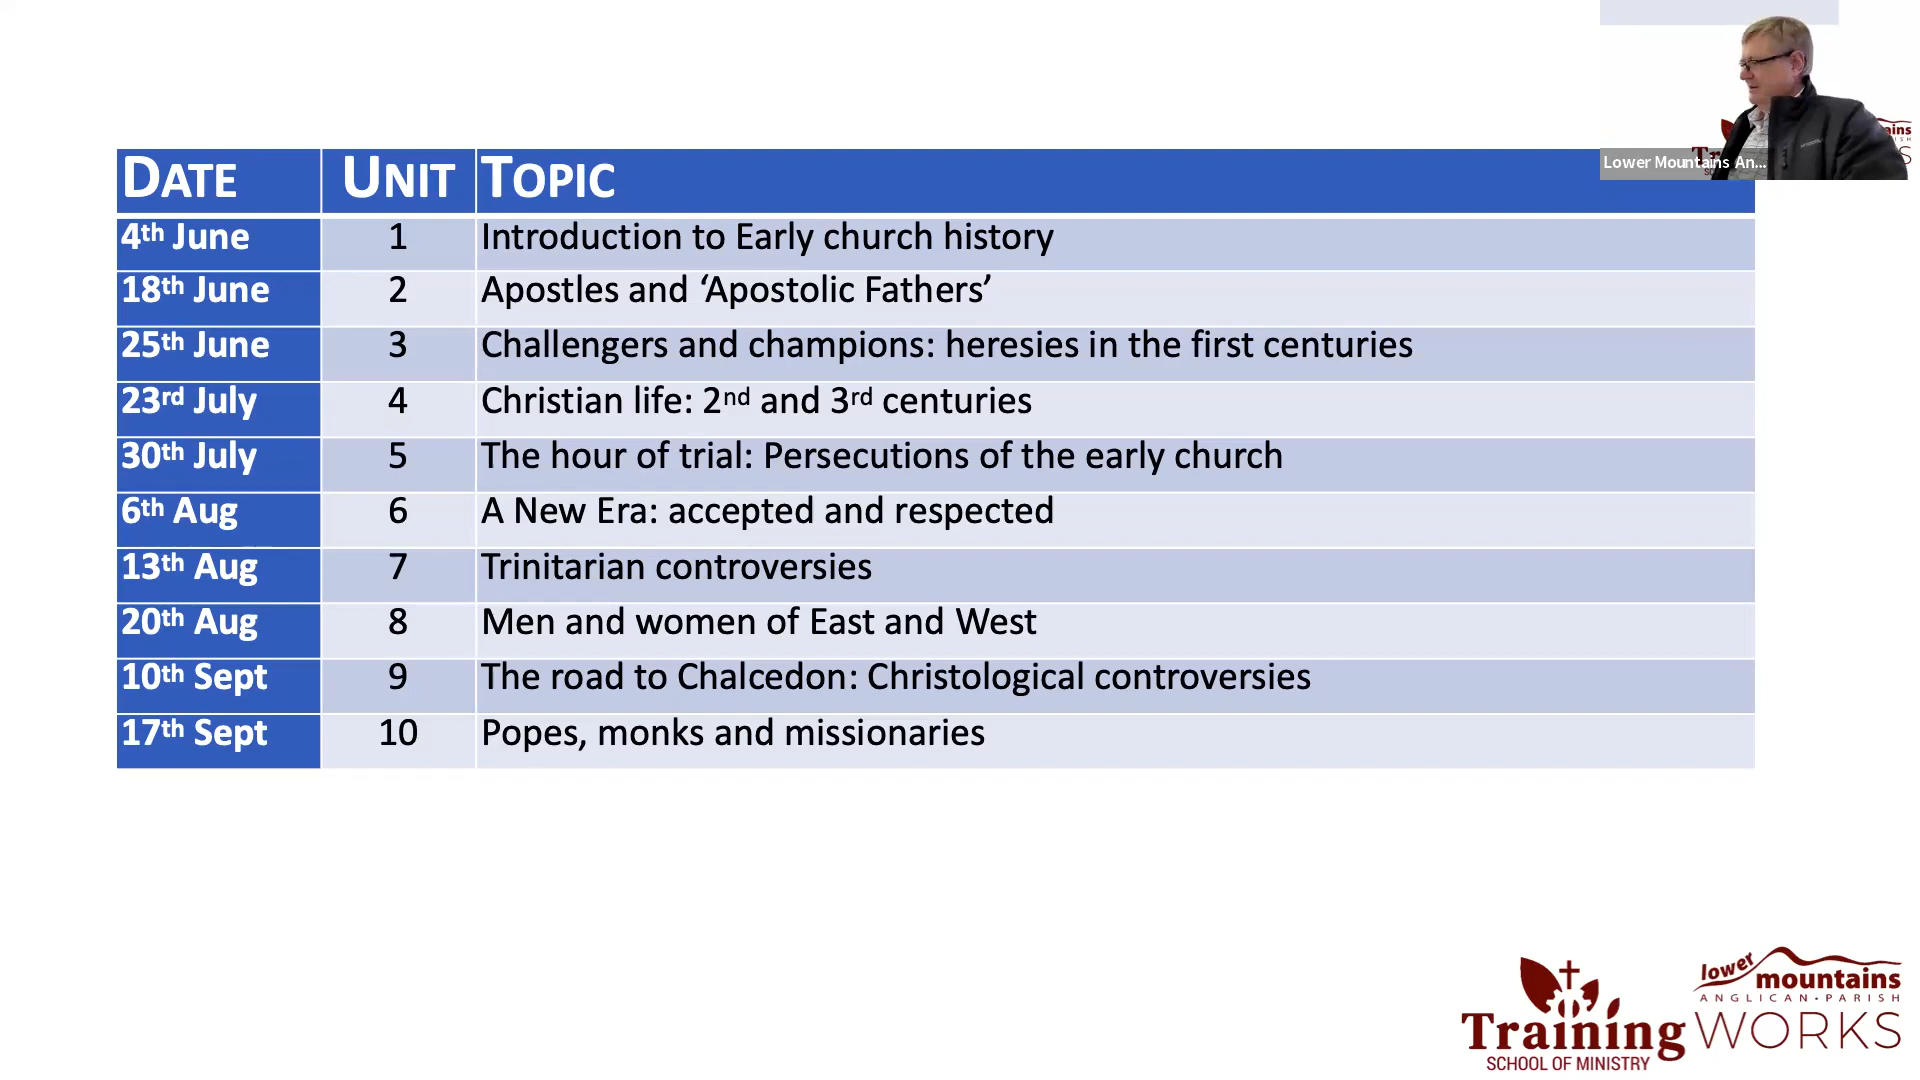 DATE UNIT TOPIC
4th June 1 Introduction to Early church history
18th June 2 Apostles and ‘Apostolic Fathers’
25th June 3 Challengers and champions: heresies in the first centuries
23rd July 4 Christian life: 2nd and 3rd centuries
30th July 5 The hour of trial: Persecutions of the early church
6th Aug 6 A New Era: accepted and respected
13th Aug 7 Trinitarian controversies
20th Aug 8 Men and women of East and West
10th Sept 9 The road to Chalcedon: Christological controversies
17th Sept 10 Popes, monks and missionaries
Lower Mountains An...
lower mountains
ANGLICAN•PARISH
Training WORKS
SCHOOL OF MINISTRY